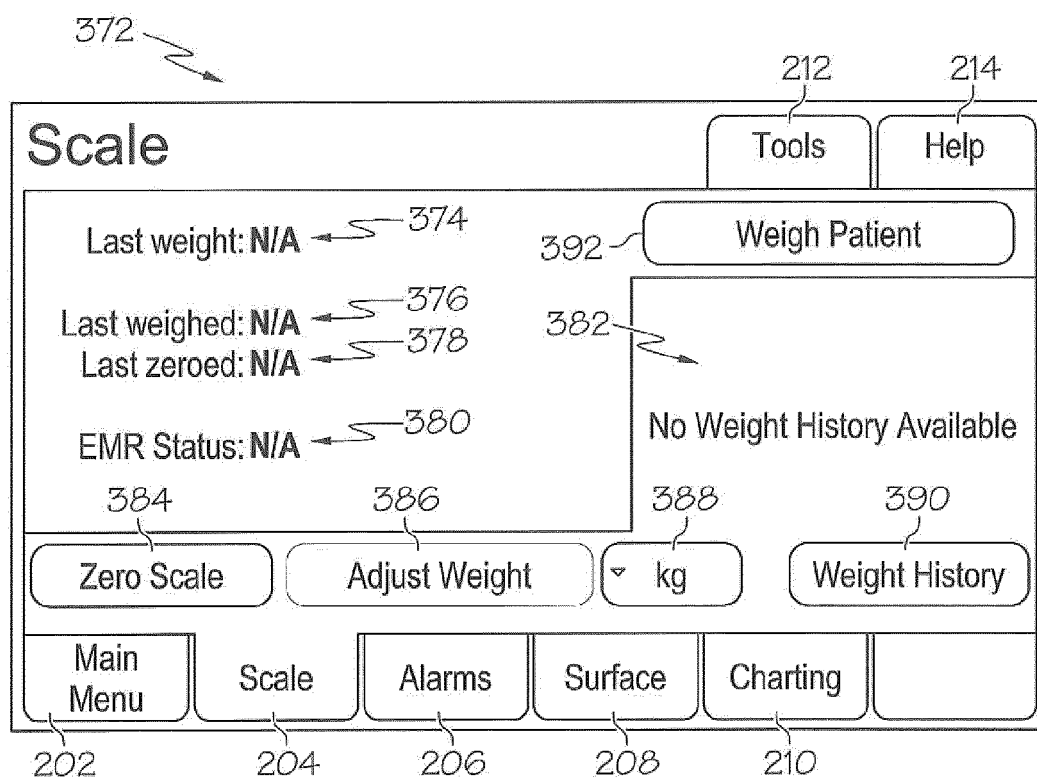 372
212
214
Scale
Tools
Help
Last weight: N/A
374
392
Weigh Patient
Last weighed: N/A
376
Last zeroed: N/A
378
382
EMR Status: N/A
380
No Weight History Available
384
386
388
390
Zero Scale
Adjust Weight
kg
Weight History
Main
Menu
Scale
Alarms
Surface
Charting
202
204
206
208
210